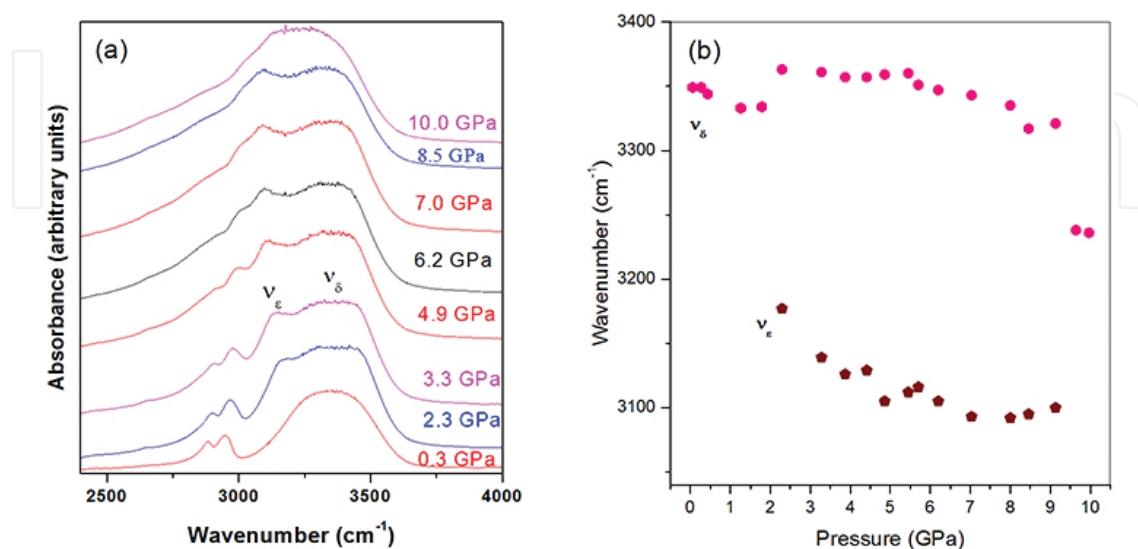 (a)
10.0 GPa
8.5 GPa
7.0 GPa
6.2 GPa
4.9 GPa
νε νδ
3.3 GPa
2.3 GPa
0.3 GPa
Absorbance (arbitrary units)
2500 3000 3500 4000
Wavenumber (cm⁻¹)
(b)
3400
3300
3200
3100
νδ
νε
Wavenumber (cm⁻¹)
0 1 2 3 4 5 6 7 8 9 10
Pressure (GPa)